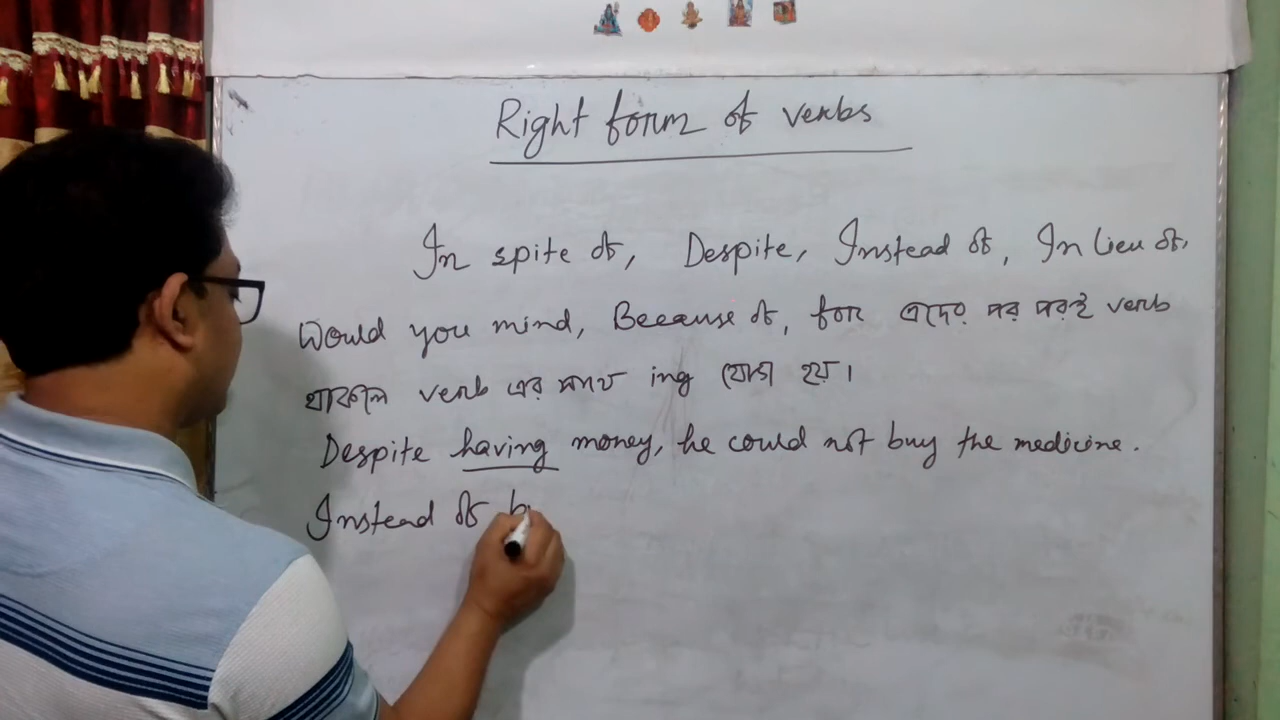 Right form of verbs
In spite of, Despite, Instead of, In lieu of,
Would you mind, Because of, for এদের পর পরই verb
থাকলে verb এর সাথে ing যোগ হয়।
Despite having money, he could not buy the medicine.
Instead of b